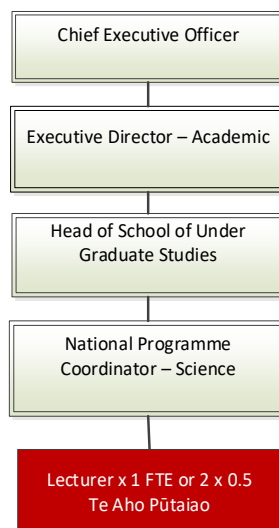 Chief Executive Officer
Executive Director – Academic
Head of School of Under
Graduate Studies
National Programme
Coordinator – Science
Lecturer x 1 FTE or 2 x 0.5
Te Aho Pūtaiao